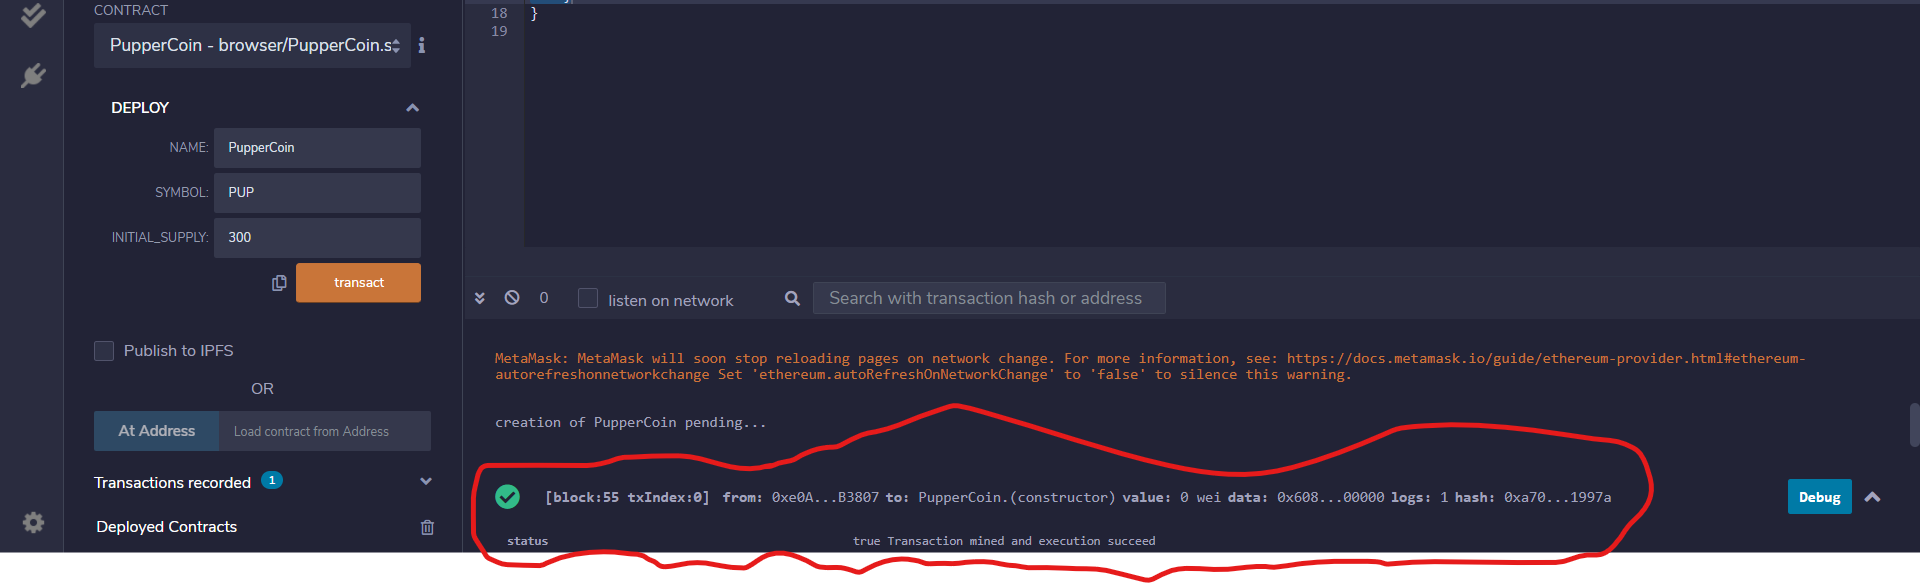 CONTRACT
PupperCoin - browser/PupperCoin.s
DEPLOY
NAME: PupperCoin
SYMBOL: PUP
INITIAL_SUPPLY: 300
transact
Publish to IPFS
OR
At Address Load contract from Address
Transactions recorded 1
Deployed Contracts
18 }
19
0 listen on network Search with transaction hash or address
MetaMask: MetaMask will soon stop reloading pages on network change. For more information, see: https://docs.metamask.io/guide/ethereum-provider.html#ethereum-
autorefreshonnetworkchange Set 'ethereum.autoRefreshOnNetworkChange' to 'false' to silence this warning.
creation of PupperCoin pending...
[block:55 txIndex:0] from: 0xe0A...B3807 to: PupperCoin.(constructor) value: 0 wei data: 0x608...00000 logs: 1 hash: 0xa70...1997a Debug
status true Transaction mined and execution succeed